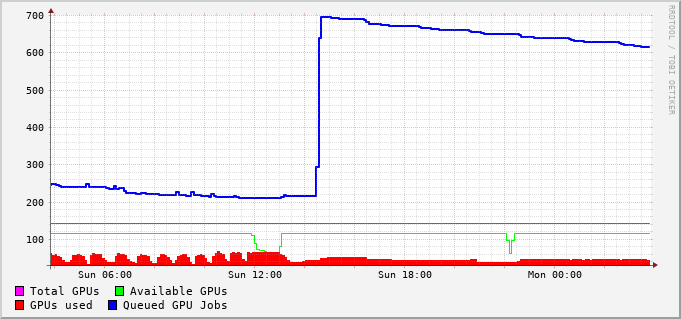 700
600
500
400
300
200
100
Sun 06:00 Sun 12:00 Sun 18:00 Mon 00:00
Total GPUs Available GPUs
GPUs used Queued GPU Jobs
RRDTOOL / TOBI OETIKER